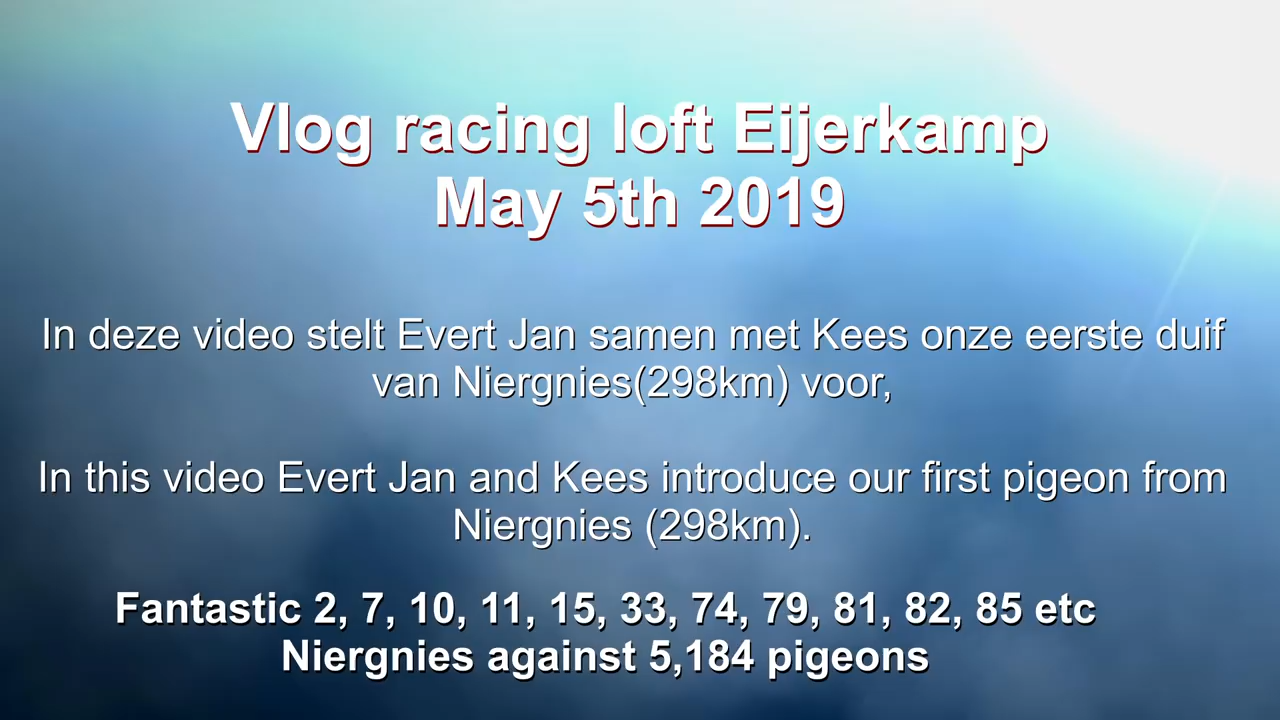 Vlog racing loft Eijerkamp
May 5th 2019
In deze video stelt Evert Jan samen met Kees onze eerste duif
van Niergnies(298km) voor,
In this video Evert Jan and Kees introduce our first pigeon from
Niergnies (298km).
Fantastic 2, 7, 10, 11, 15, 33, 74, 79, 81, 82, 85 etc
Niergnies against 5,184 pigeons